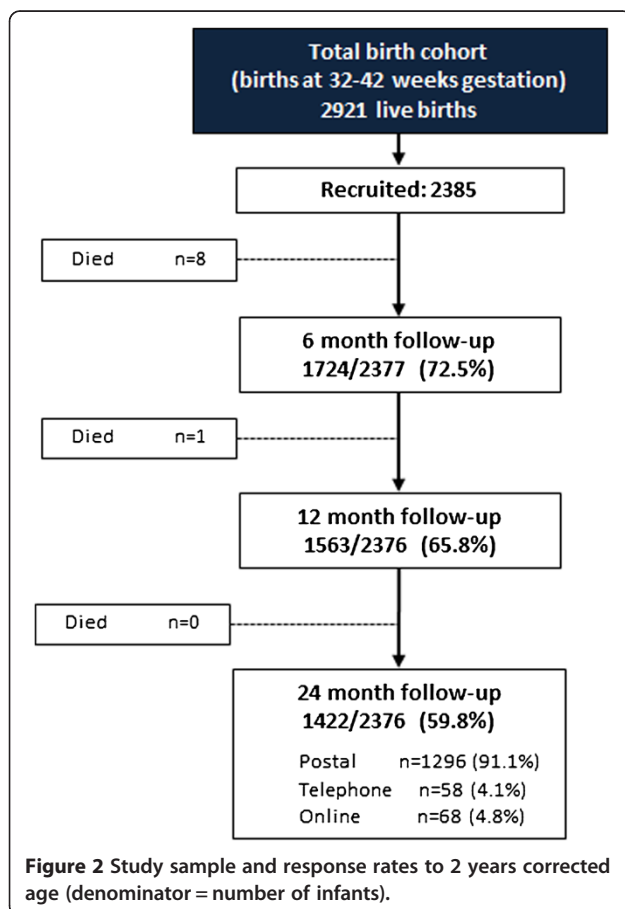 Total birth cohort
(births at 32-42 weeks gestation)
2921 live births
Recruited: 2385
Died n=8
6 month follow-up
1724/2377 (72.5%)
Died n=1
12 month follow-up
1563/2376 (65.8%)
Died n=0
24 month follow-up
1422/2376 (59.8%)
Postal n=1296 (91.1%)
Telephone n=58 (4.1%)
Online n=68 (4.8%)
Figure 2 Study sample and response rates to 2 years corrected
age (denominator = number of infants).